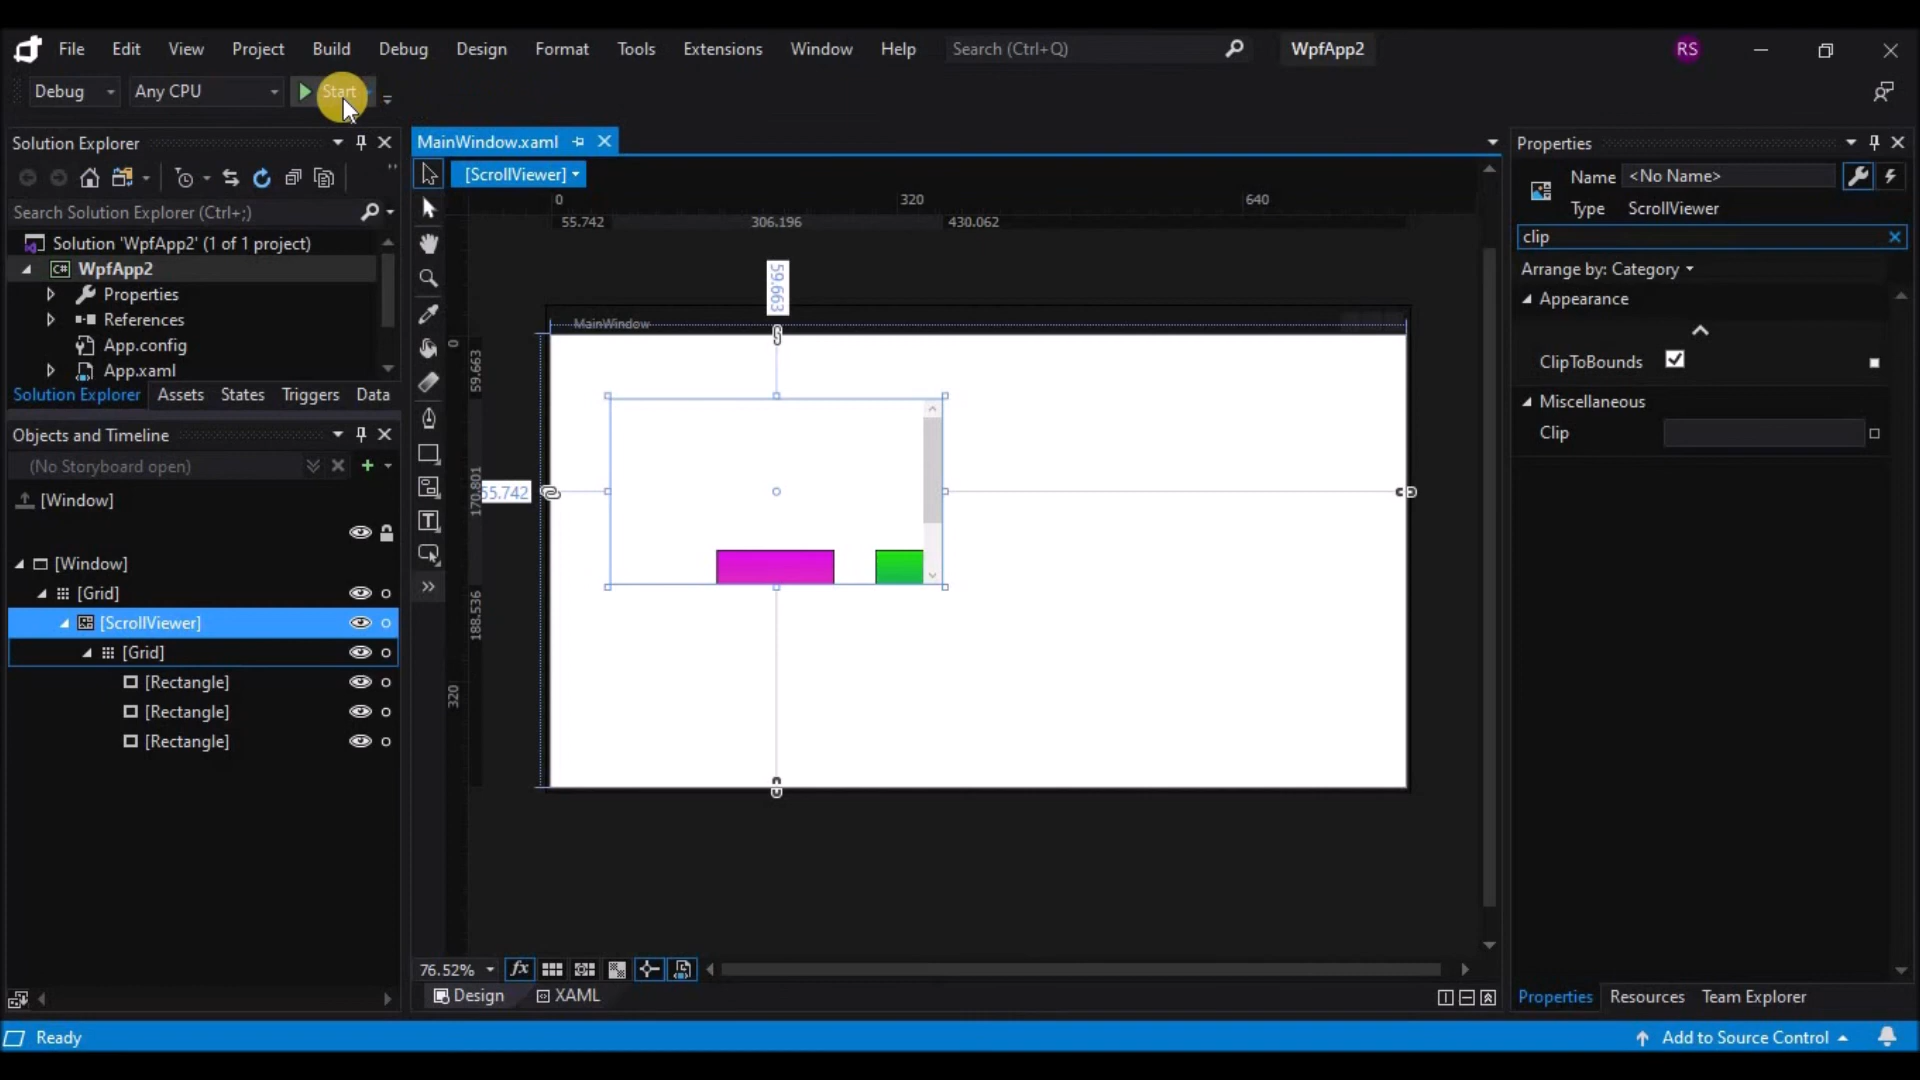 File Edit View Project Build Debug Design Format Tools Extensions Window Help Search (Ctrl+Q) WpfApp2 RS
Debug Any CPU Start
Solution Explorer
Search Solution Explorer (Ctrl+;)
Solution 'WpfApp2' (1 of 1 project)
C# WpfApp2
Properties
References
App.config
App.xaml
Solution Explorer Assets States Triggers Data
Objects and Timeline
(No Storyboard open)
[Window]
[Window]
[Grid]
[ScrollViewer]
[Grid]
[Rectangle]
[Rectangle]
[Rectangle]
MainWindow.xaml
[ScrollViewer]
0 320 640
55.742 306.196 430.062
59.663
MainWindow
0
59.663
170.801
55.742
188.536
320
76.52% fx
Design XAML
Properties
Name <No Name>
Type ScrollViewer
clip
Arrange by: Category
Appearance
ClipToBounds
Miscellaneous
Clip
Properties Resources Team Explorer
Ready Add to Source Control